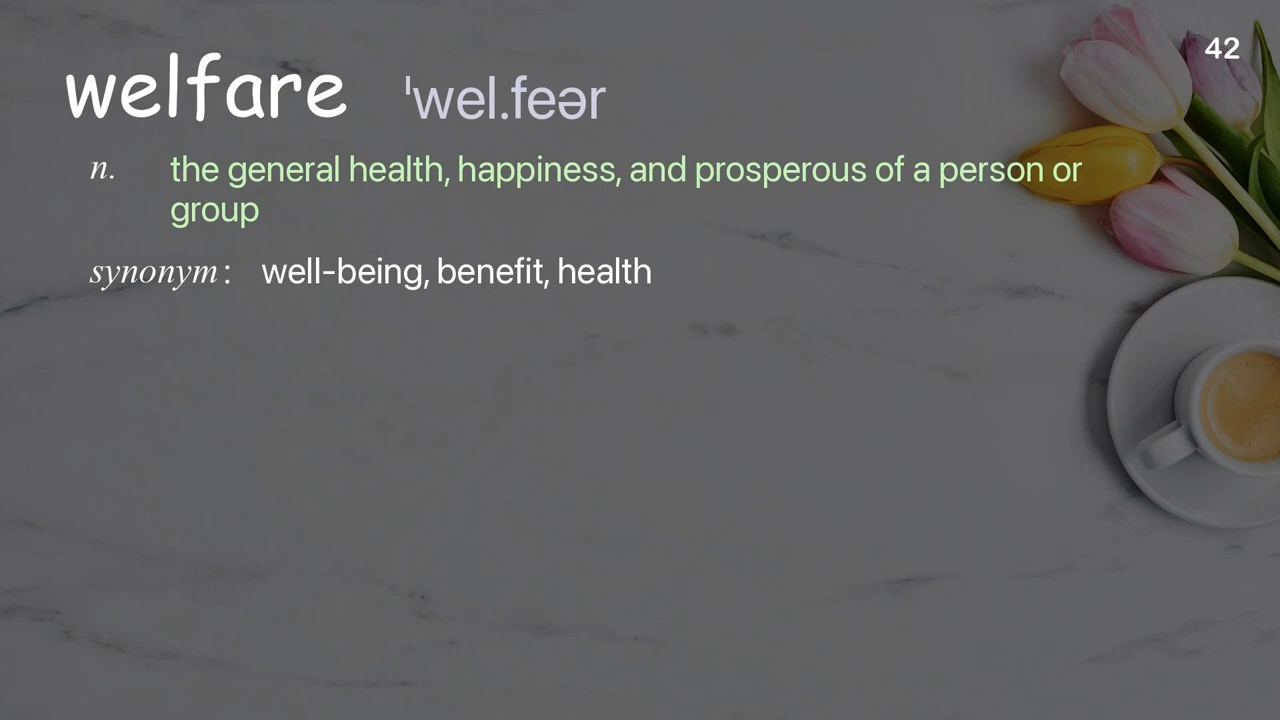 42
welfare ˈwel.feər
n. the general health, happiness, and prosperous of a person or
group
synonym: well-being, benefit, health